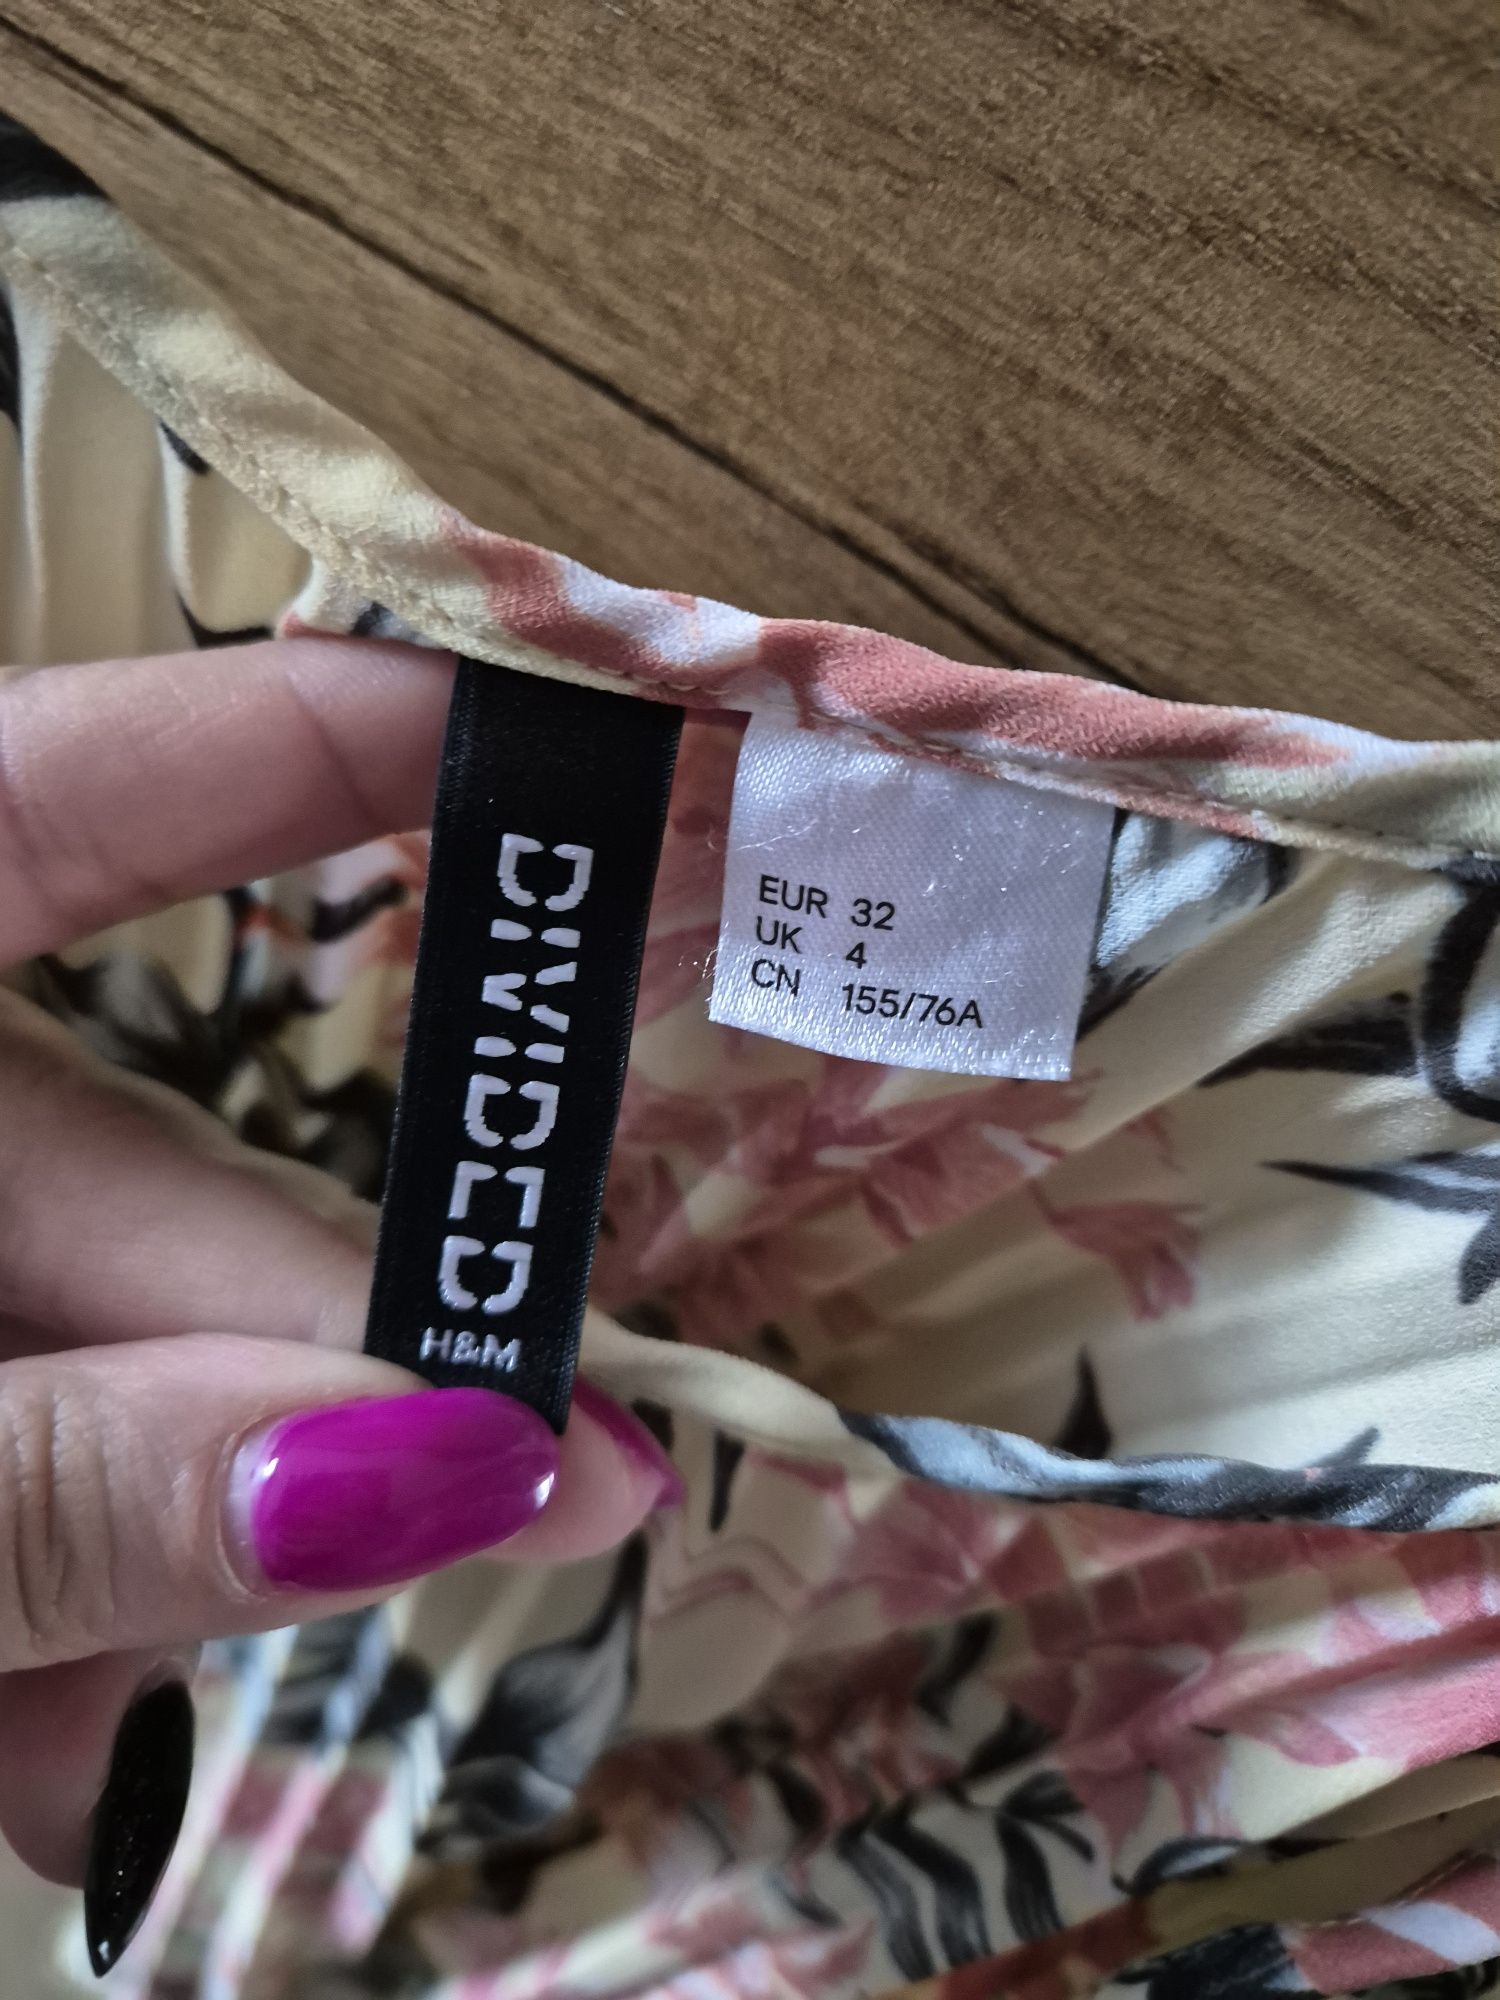 DIVIDED
H&M
EUR 32
UK 4
CN 155/76A